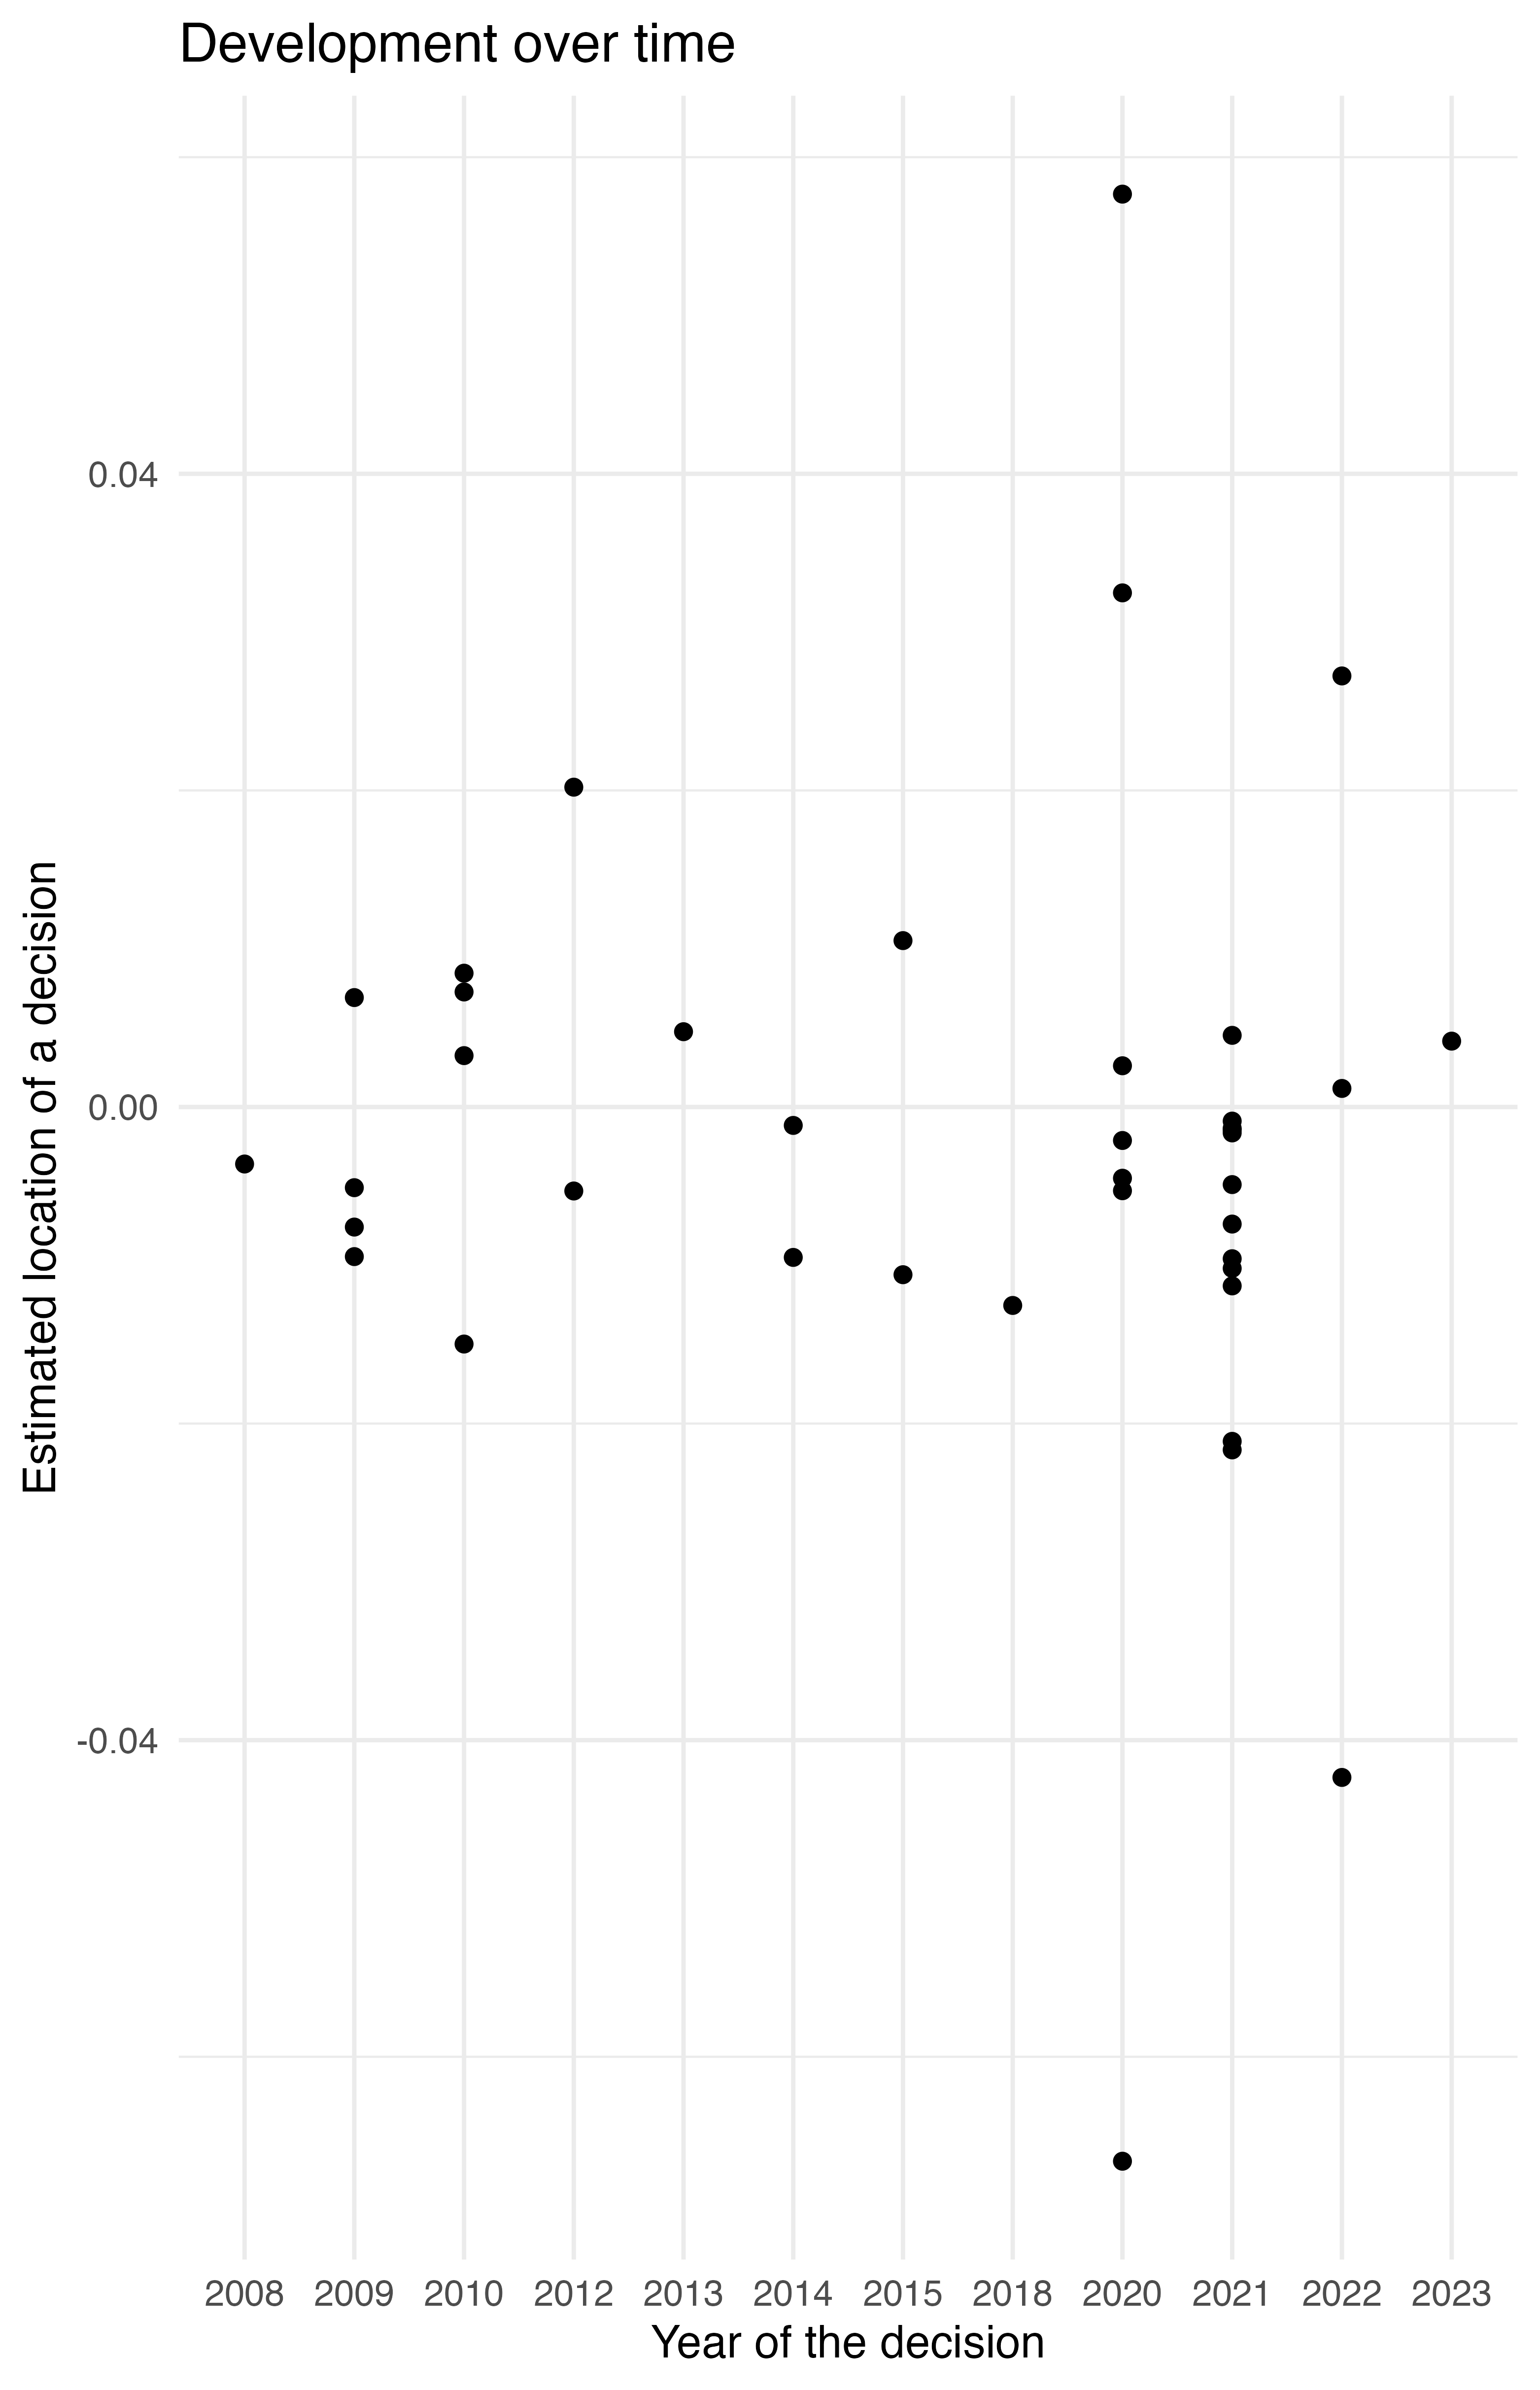 Development over time
Estimated location of a decision
0.04
0.00
-0.04
2008 2009 2010 2012 2013 2014 2015 2018 2020 2021 2022 2023
Year of the decision